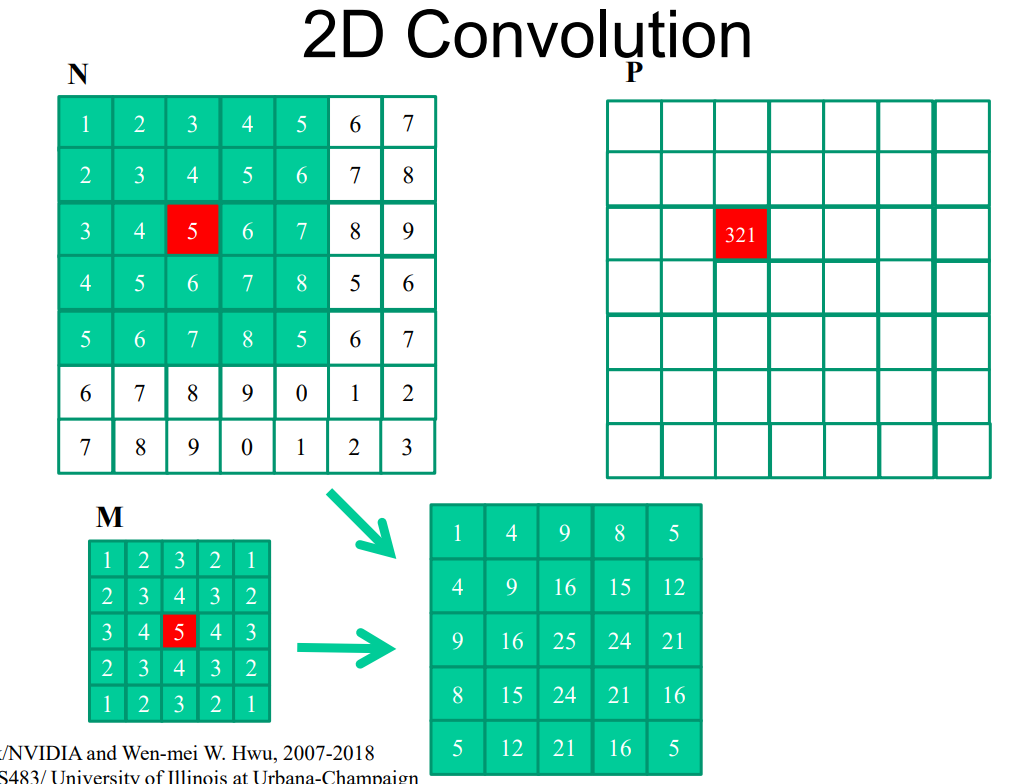 2D Convolution
N
P
1 2 3 4 5 6 7
2 3 4 5 6 7 8
3 4 5 6 7 8 9
321
4 5 6 7 8 5 6
5 6 7 8 5 6 7
6 7 8 9 0 1 2
7 8 9 0 1 2 3
M
1 2 3 2 1
2 3 4 3 2
3 4 5 4 3
2 3 4 3 2
1 2 3 2 1
1 4 9 8 5
4 9 16 15 12
9 16 25 24 21
8 15 24 21 16
5 12 21 16 5
/NVIDIA and Wen-mei W. Hwu, 2007-2018
S483/ University of Illinois at Urbana-Champaign